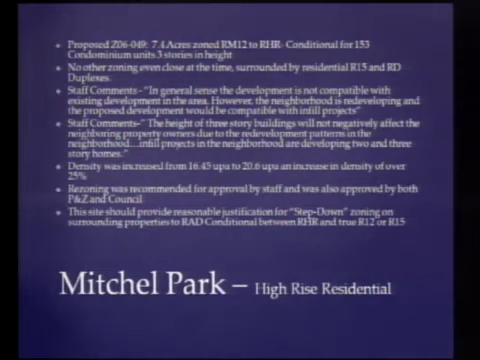 Proposed Z06-049: 7.4 Acres zoned RM12 to RHR- Conditional for 153
Condominium units 3 stories in height
No other zoning even close at the time, surrounded by residential R15 and RD
Duplexes.
Staff Comments- "In general sense the development is not compatible with
existing development in the area. However, the neighborhood is redeveloping and
the proposed development would be compatible with infill projects"
Staff Comments-" The height of three story buildings will not negatively affect the
neighboring property owners due to the redevelopment patterns in the
neighborhood...infill projects in the neighborhood are developing two and three
story homes."
Density was increased from 16.45 upa to 20.6 upa an increase in density of over
25%
Rezoning was recommended for approval by staff and was also approved by both
P&Z and Council
This site should provide reasonable justification for "Step-Down" zoning on
surrounding properties to RAD Conditional between RHR and true R12 or R15
Mitchel Park – High Rise Residential